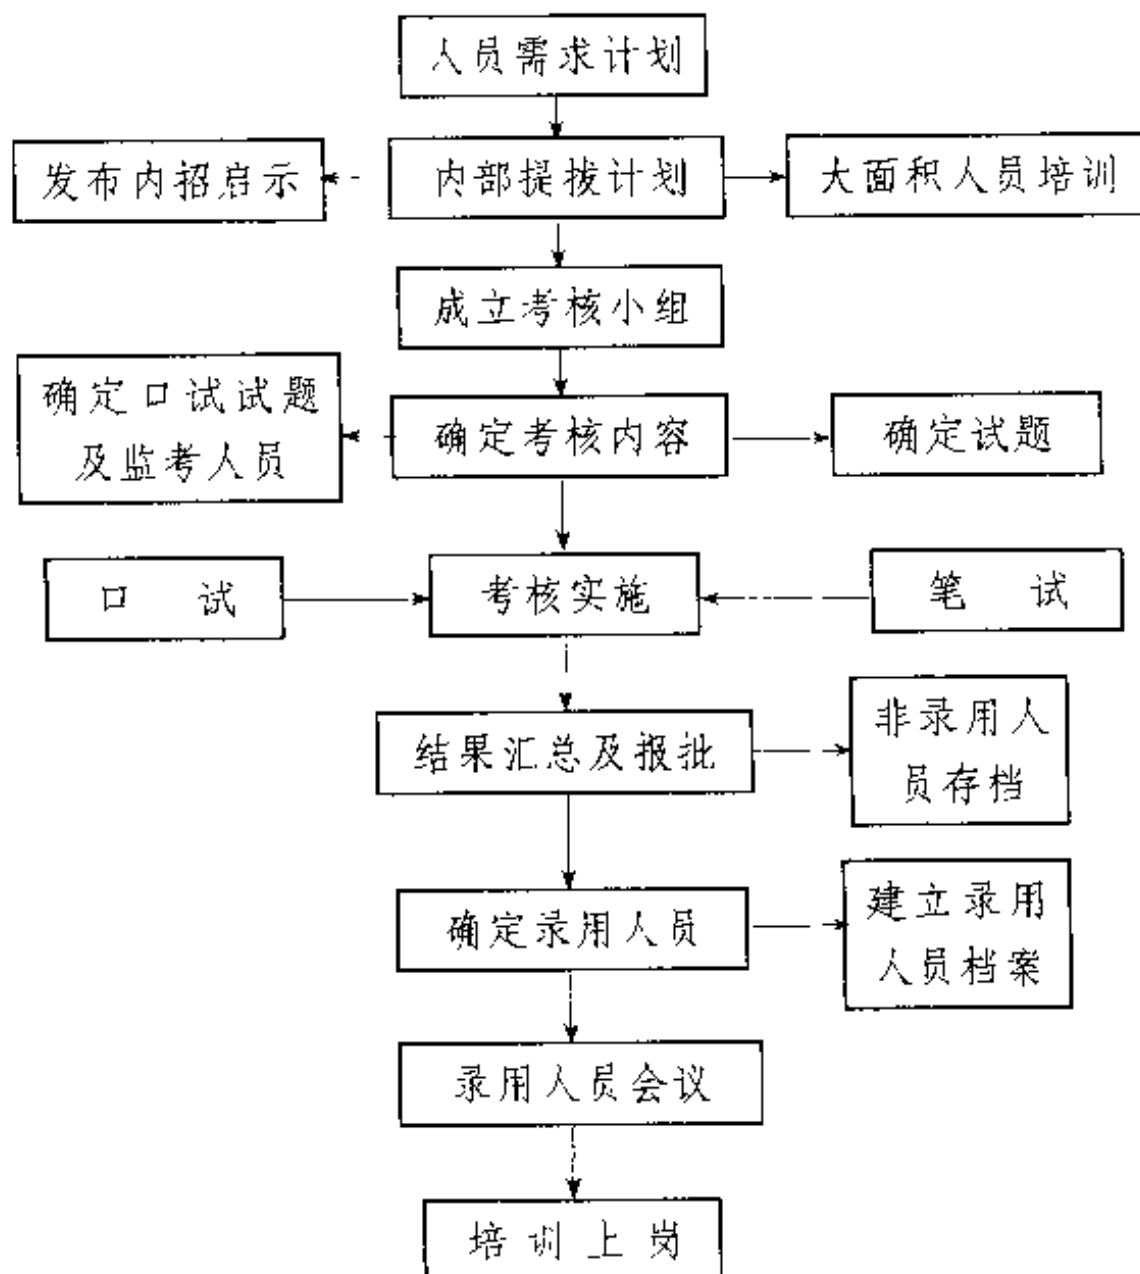 人员需求计划
发布内招启示
内部提拔计划
大面积人员培训
成立考核小组
确定口试试题
及监考人员
确定考核内容
确定试题
口 试
考核实施
笔 试
结果汇总及报批
非录用人
员存档
确定录用人员
建立录用
人员档案
录用人员会议
培训上岗